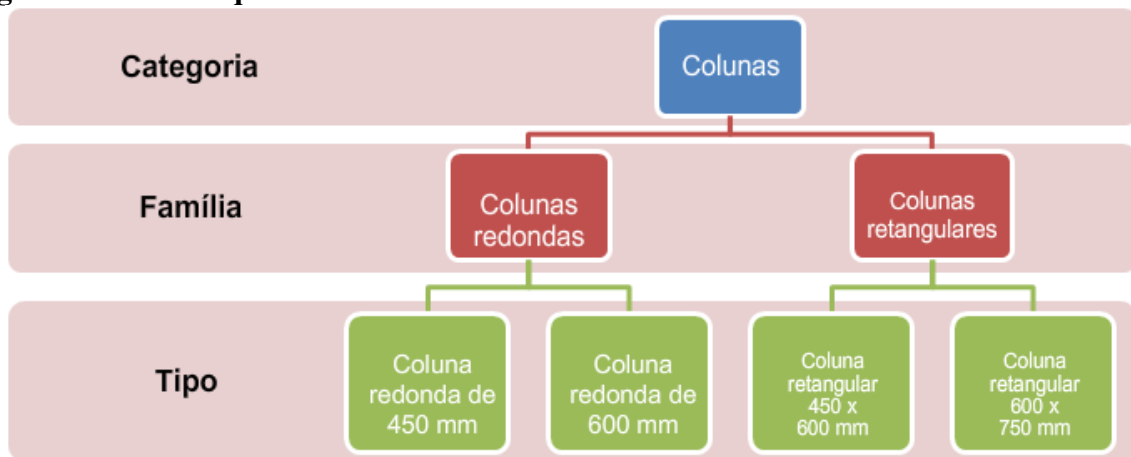 Categoria
Colunas
Família
Colunas
redondas
Colunas
retangulares
Tipo
Coluna
redonda de
450 mm
Coluna
redonda de
600 mm
Coluna
retangular
450 x
600 mm
Coluna
retangular
600 x
750 mm